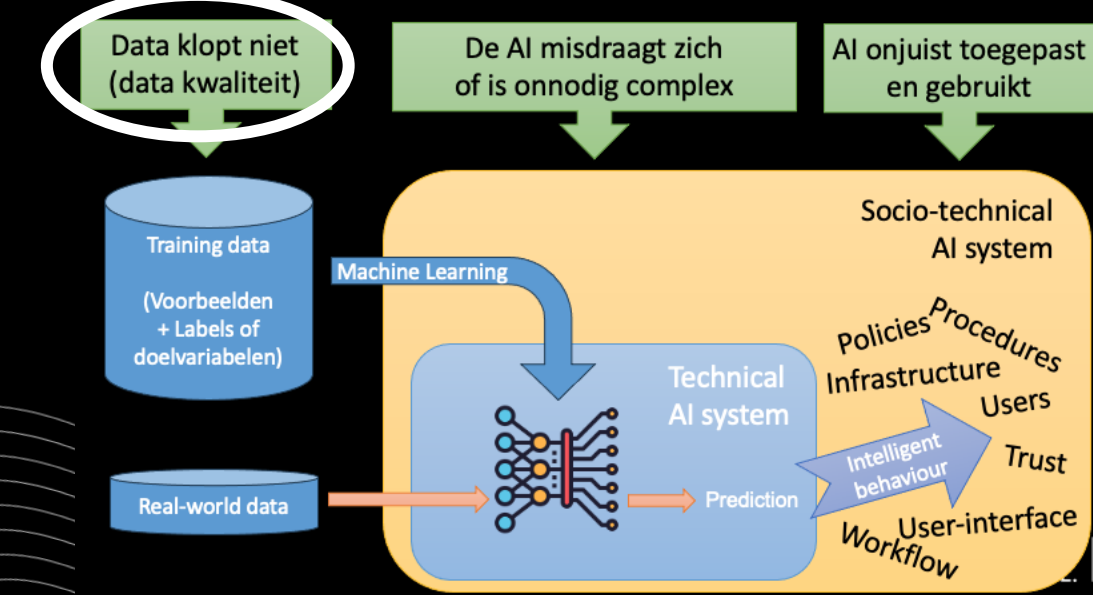 Data klopt niet
(data kwaliteit)
De AI misdraagt zich
of is onnodig complex
AI onjuist toegepast
en gebruikt
Training data
(Voorbeelden
+ Labels of
doelvariabelen)
Machine Learning
Socio-technical
AI system
Technical
AI system
Policies
Procedures
Infrastructure
Users
Trust
Intelligent
behaviour
Real-world data
Prediction
User-interface
Workflow